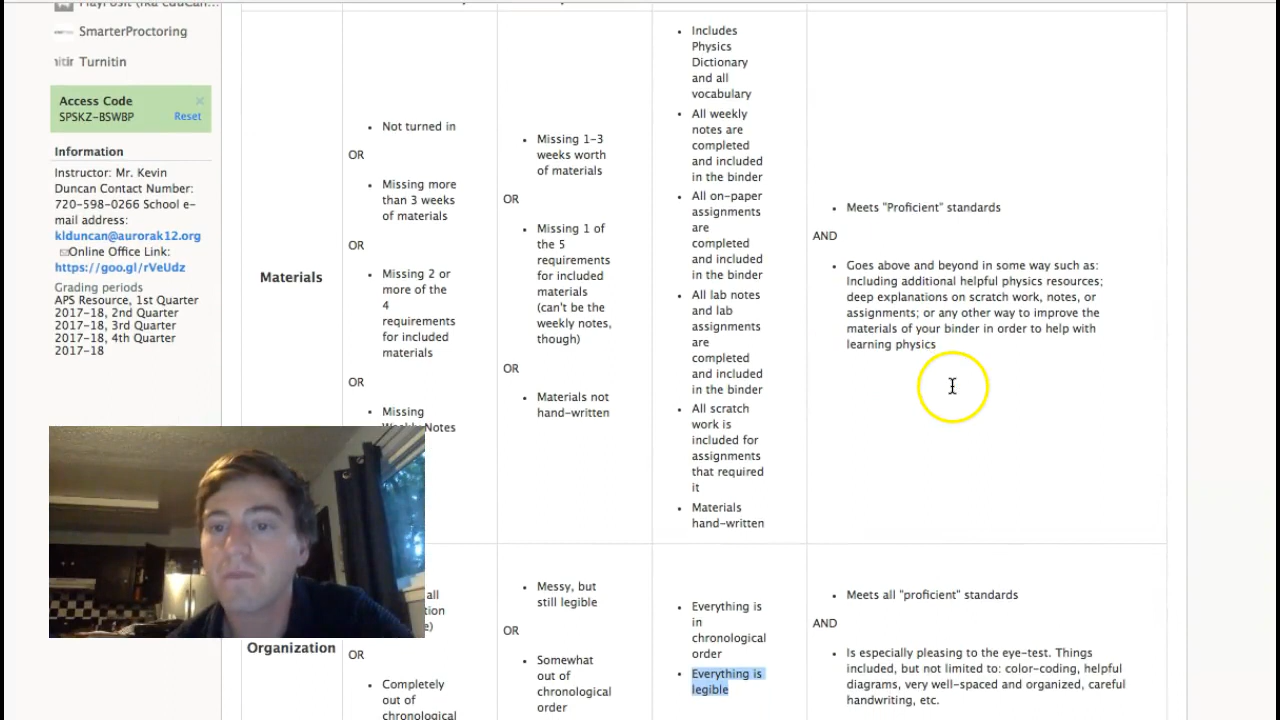 SmarterProctoring
Turnitin
Access Code
SPSKZ-BSWBP
Reset
Information
Instructor: Mr. Kevin
Duncan Contact Number:
720-598-0266 School e-
mail address:
klduncan@aurorak12.org
Online Office Link:
https://goo.gl/rVeUdz
Grading periods
APS Resource, 1st Quarter
2017-18, 2nd Quarter
2017-18, 3rd Quarter
2017-18, 4th Quarter
2017-18
Materials
Not turned in
OR
Missing more
than 3 weeks
of materials
OR
Missing 2 or
more of the
4
requirements
for included
materials
OR
Missing
Weekly Notes
Missing 1-3
weeks worth
of materials
OR
Missing 1 of
the 5
requirements
for included
materials
(can't be the
weekly notes,
though)
OR
Materials not
hand-written
Includes
Physics
Dictionary
and all
vocabulary
All weekly
notes are
completed
and included
in the binder
All on-paper
assignments
are
completed
and included
in the binder
All lab notes
and lab
assignments
are
completed
and included
in the binder
All scratch
work is
included for
assignments
that required
it
Materials
hand-written
Meets "Proficient" standards
AND
Goes above and beyond in some way such as:
Including additional helpful physics resources;
deep explanations on scratch work, notes, or
assignments; or any other way to improve the
materials of your binder in order to help with
learning physics
Organization
all
OR
Completely
out of
chronological
Messy, but
still legible
OR
Somewhat
out of
chronological
order
Everything is
in
chronological
order
Everything is
legible
Meets all "proficient" standards
AND
Is especially pleasing to the eye-test. Things
included, but not limited to: color-coding, helpful
diagrams, very well-spaced and organized, careful
handwriting, etc.